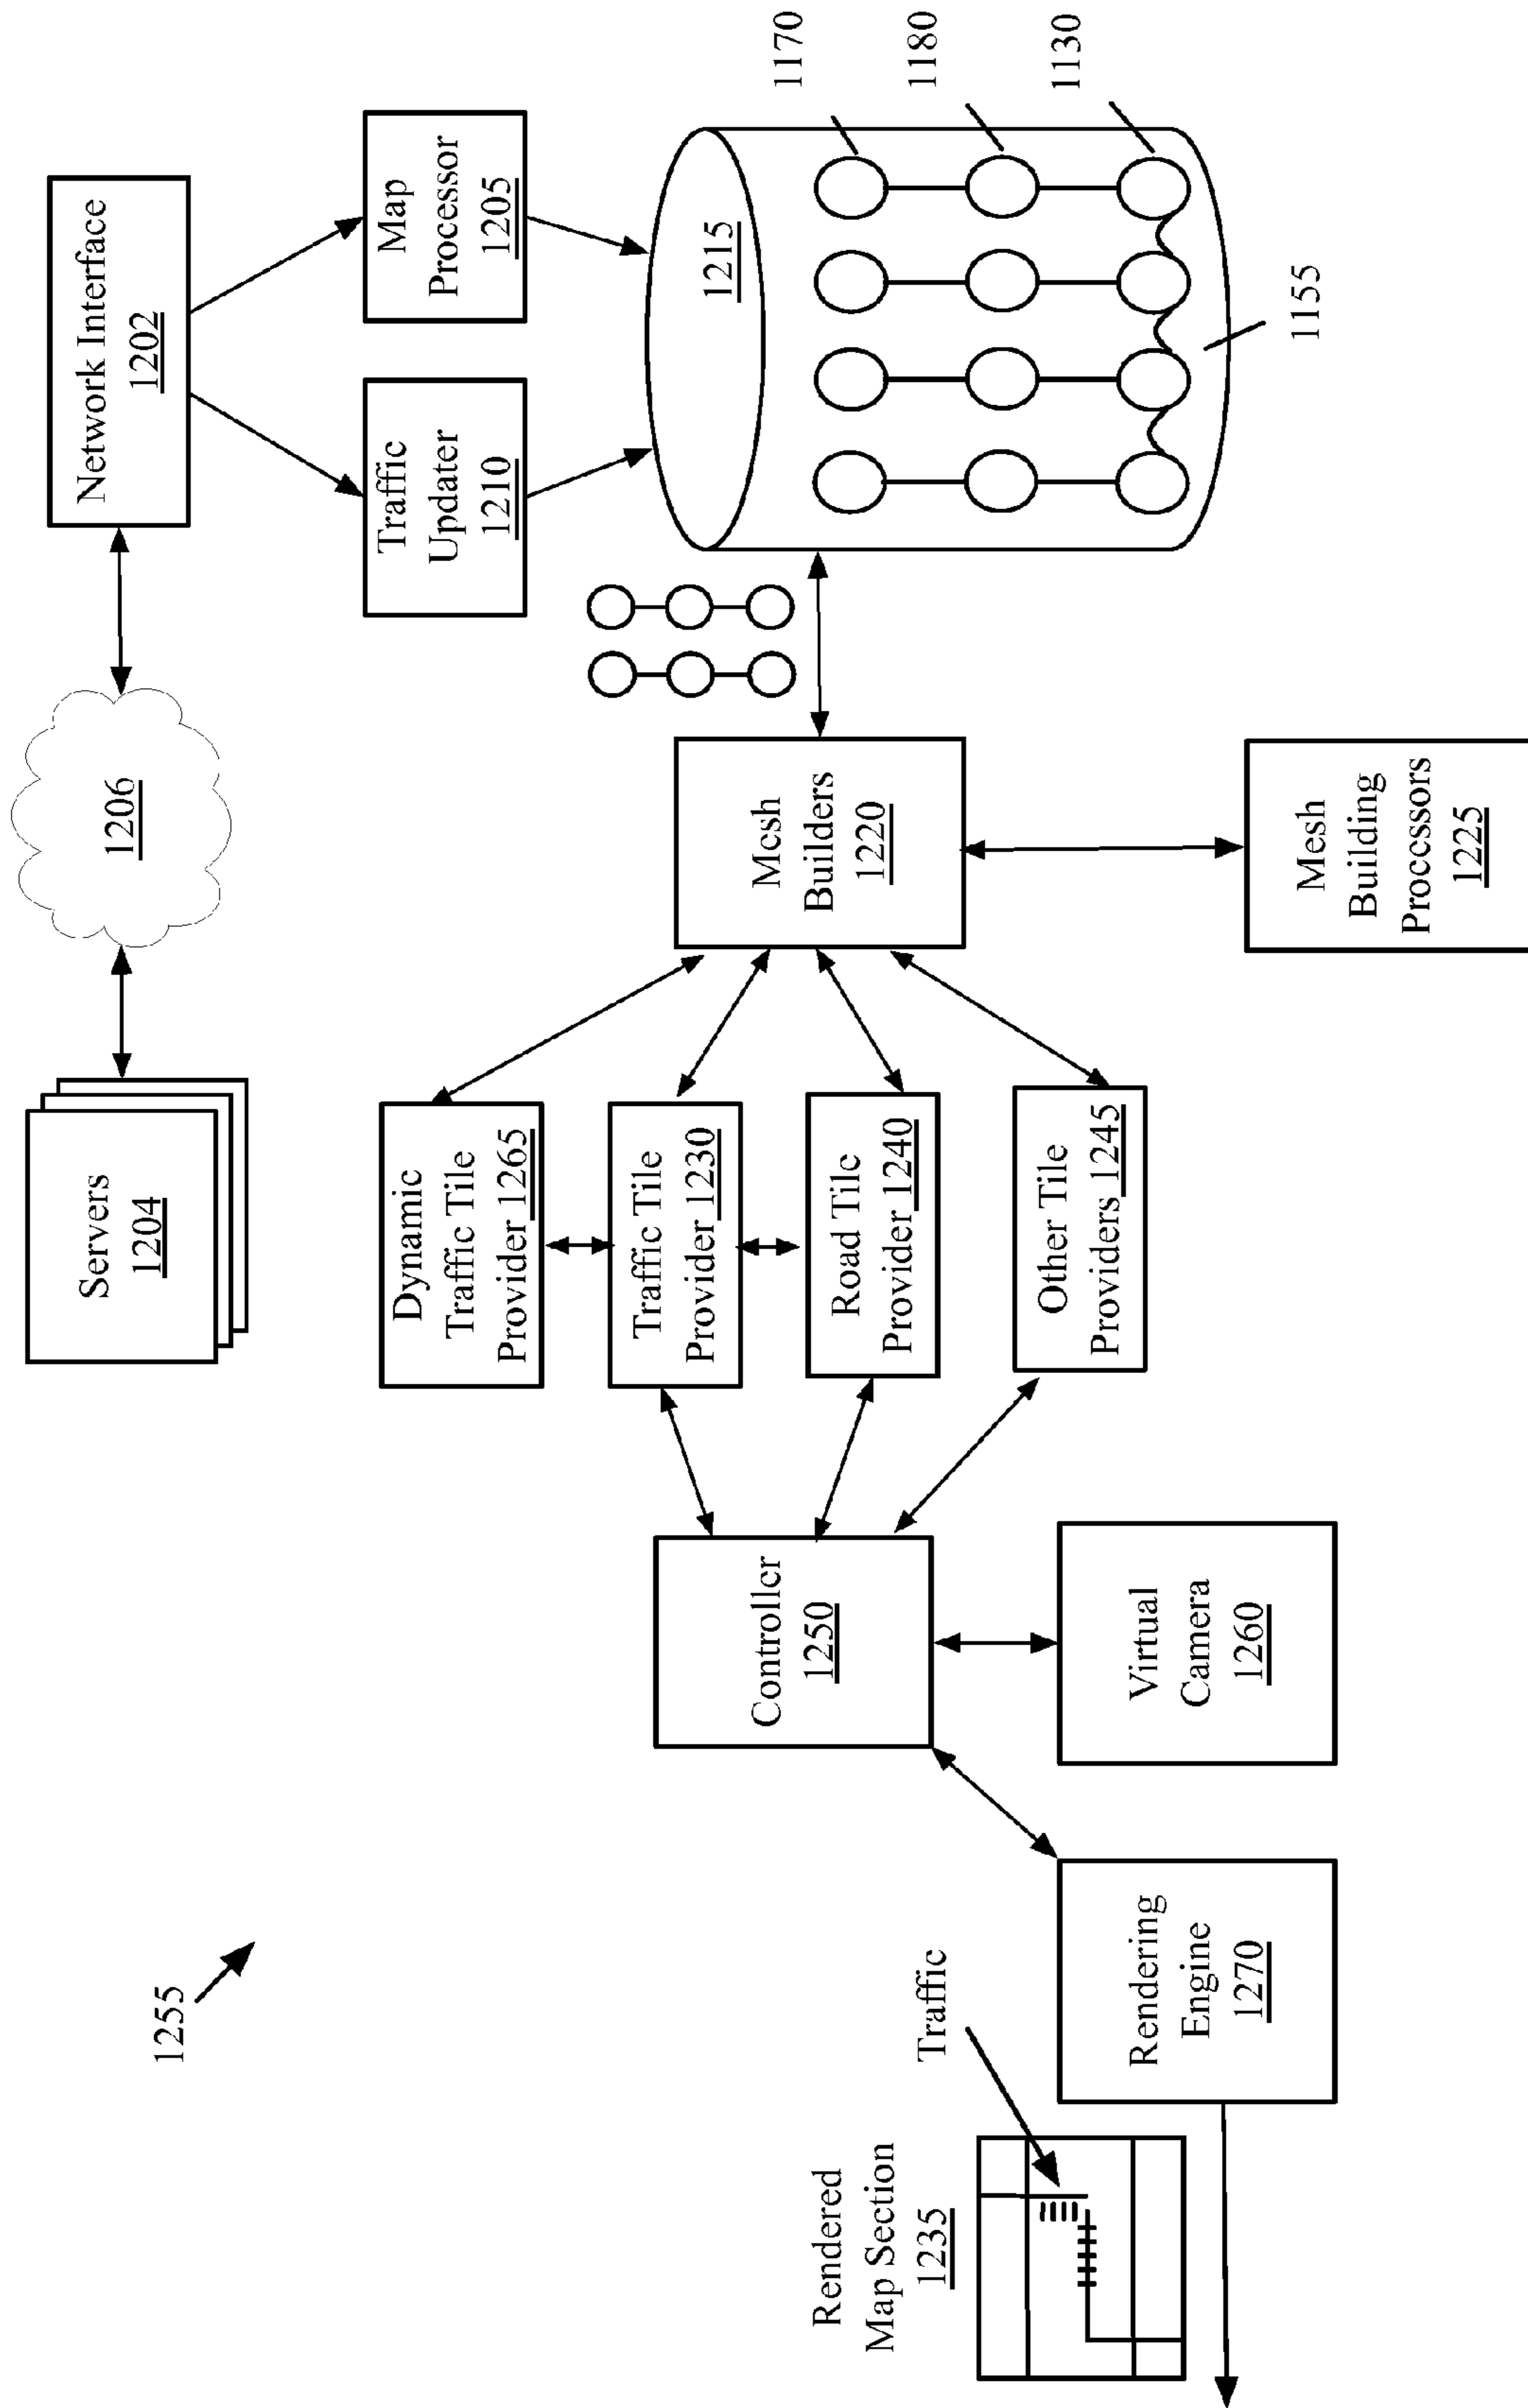 1255
Servers
1204
1206
Network Interface
1202
Dynamic
Traffic Tile
Provider 1265
Traffic
Updater
1210
Map
Processor
1205
Traffic Tile
Provider 1230
Controller
1250
Road Tile
Provider 1240
Mesh
Builders
1220
1215
1170
1180
1130
1155
Other Tile
Providers 1245
Rendered
Map Section
1235
Traffic
Rendering
Engine
1270
Virtual
Camera
1260
Mesh
Building
Processors
1225